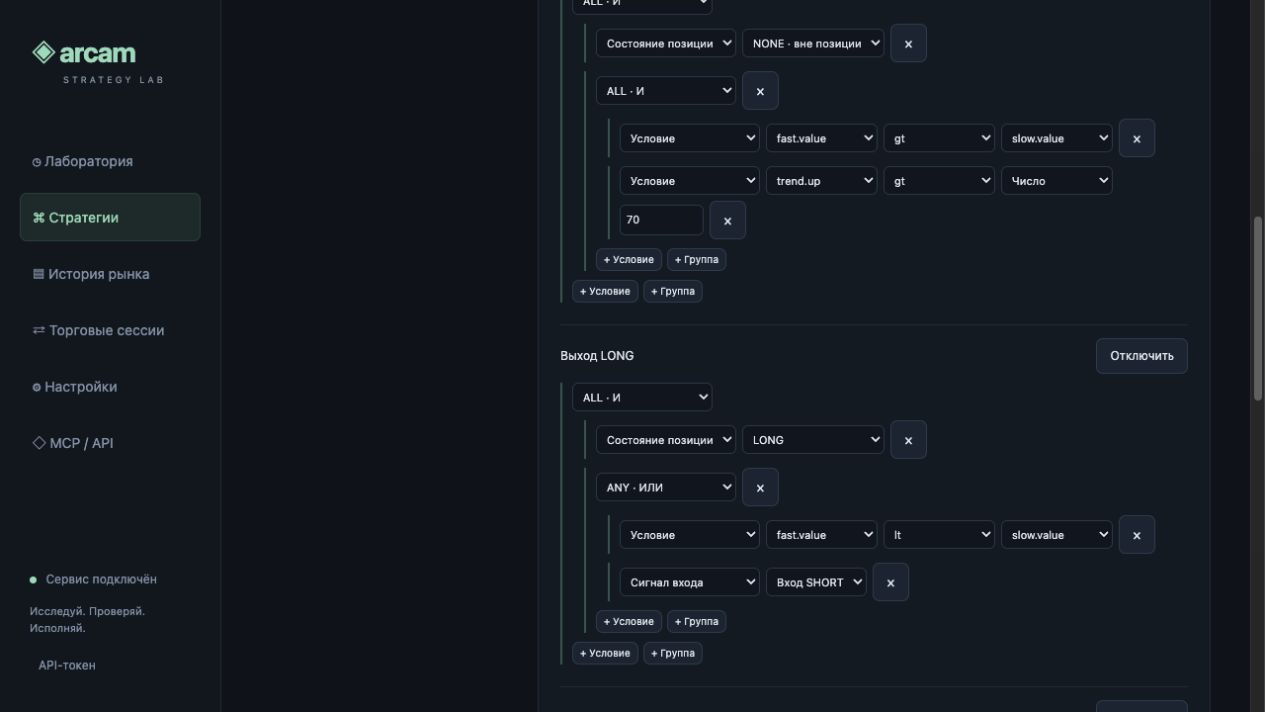 arcam
STRATEGY LAB
Лаборатория
Стратегии
История рынка
Торговые сессии
Настройки
MCP / API
Сервис подключён
Исследуй. Проверяй.
Исполняй.
API-токен
ALL · И
Состояние позиции NONE · вне позиции ×
ALL · И ×
Условие fast.value gt slow.value ×
Условие trend.up gt Число
70 ×
+ Условие + Группа
+ Условие + Группа
Выход LONG Отключить
ALL · И
Состояние позиции LONG ×
ANY · ИЛИ ×
Условие fast.value lt slow.value ×
Сигнал входа Вход SHORT ×
+ Условие + Группа
+ Условие + Группа